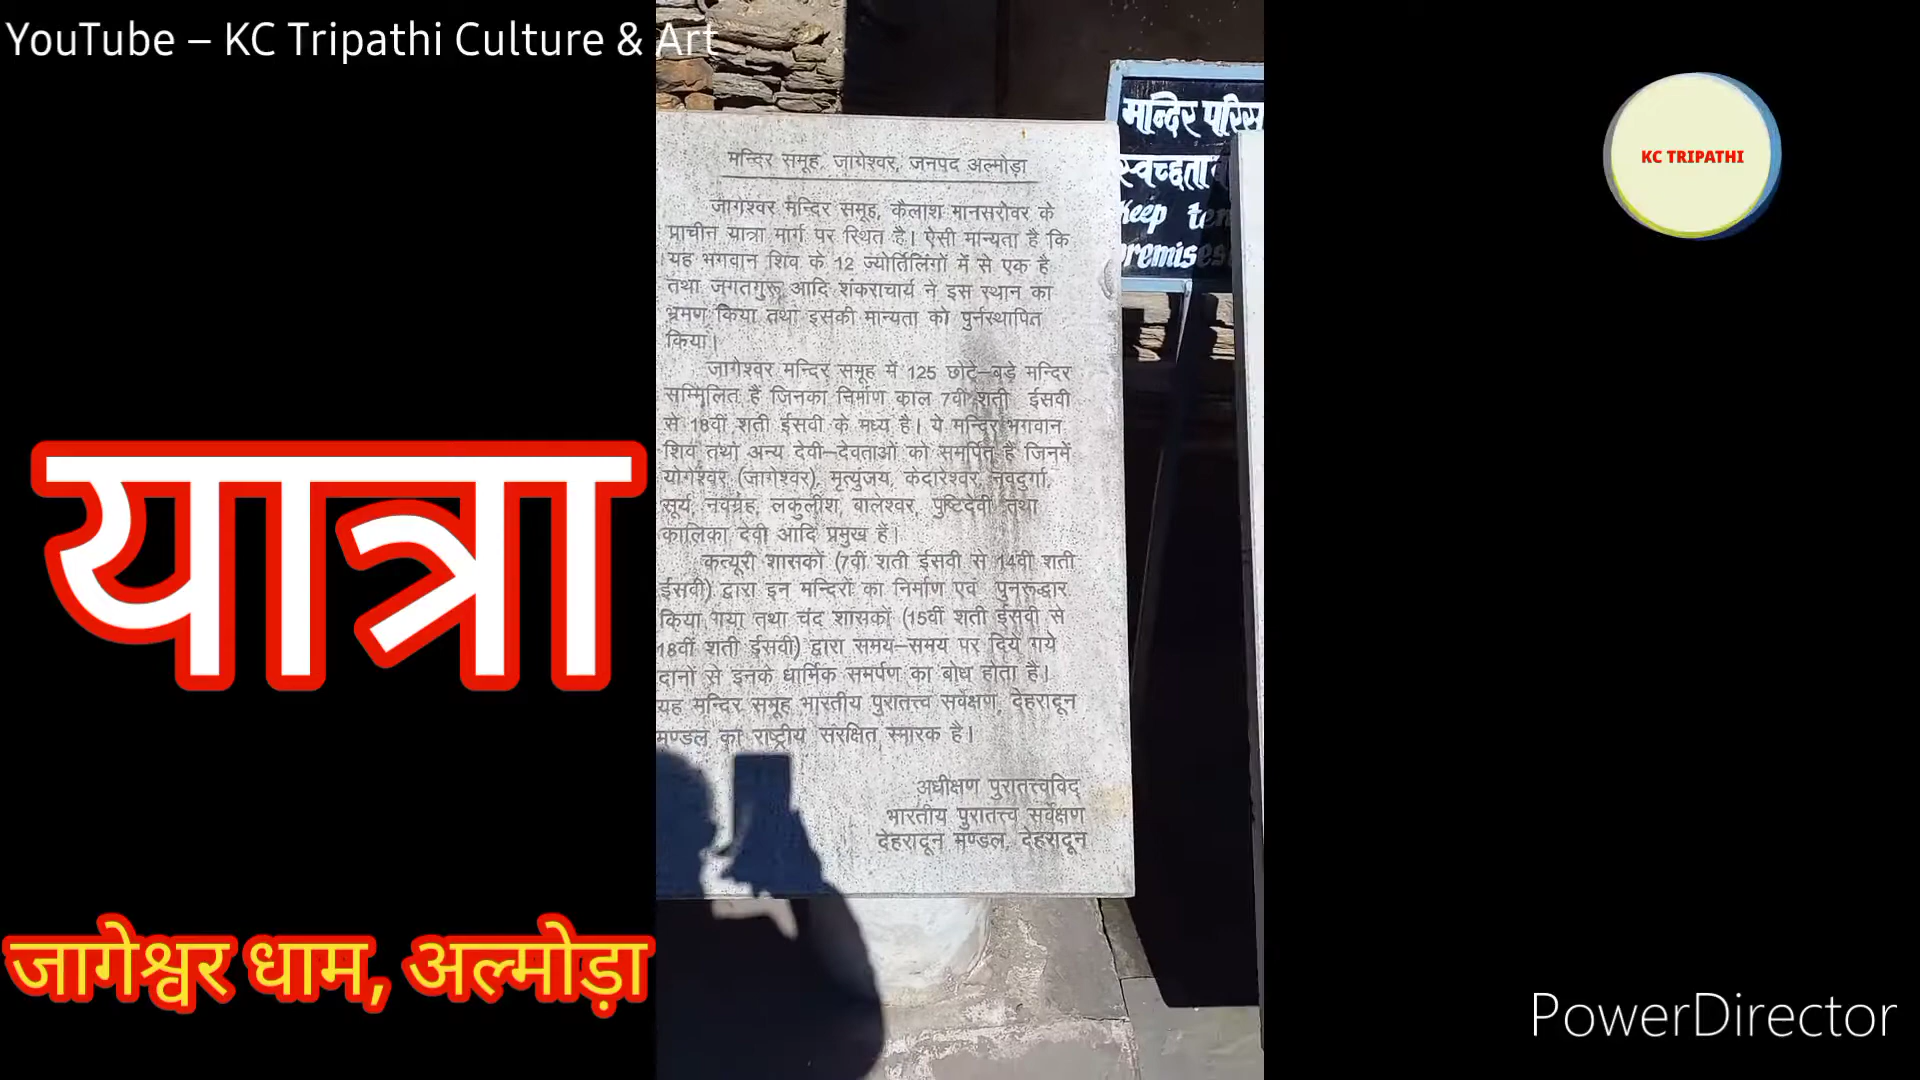 YouTube – KC Tripathi Culture & Art
KC TRIPATHI
यात्रा
जागेश्वर धाम, अल्मोड़ा
मन्दिर समूह, जागेश्वर, जनपद अल्मोड़ा
जागेश्वर मन्दिर समूह, कैलाश मानसरोवर के
प्राचीन यात्रा मार्ग पर स्थित है। ऐसी मान्यता है कि
यह भगवान शिव के 12 ज्योर्तिलिंगों में से एक है
तथा जगतगुरू आदि शंकराचार्य ने इस स्थान का
भ्रमण किया तथा इसकी मान्यता को पुर्नस्थापित
किया।
जागेश्वर मन्दिर समूह में 125 छोटे–बड़े मन्दिर
सम्मिलित हैं जिनका निर्माण काल 7वीं शती ईसवी
से 18वीं शती ईसवी के मध्य है। ये मन्दिर भगवान
शिव तथा अन्य देवी–देवताओं को समर्पित हैं जिनमें
योगेश्वर (जागेश्वर), मृत्युंजय, केदारेश्वर, नवदुर्गा,
सूर्य, नवग्रह, लकुलीश, बालेश्वर, पुष्टिदेवी तथा
कालिका देवी आदि प्रमुख हैं।
कत्यूरी शासकों (7वीं शती ईसवी से 14वीं शती
ईसवी) द्वारा इन मन्दिरों का निर्माण एवं पुनरूद्धार
किया गया तथा चंद शासकों (15वीं शती ईसवी से
18वीं शती ईसवी) द्वारा समय–समय पर दिये गये
दानों से इनके धार्मिक समर्पण का बोध होता है।
यह मन्दिर समूह भारतीय पुरातत्त्व सर्वेक्षण, देहरादून
मण्डल का राष्ट्रीय संरक्षित स्मारक है।
अधीक्षण पुरातत्त्वविद्
भारतीय पुरातत्त्व सर्वेक्षण
देहरादून मण्डल, देहरादून
मन्दिर परिस
स्वच्छता
Keep ten
premises
PowerDirector